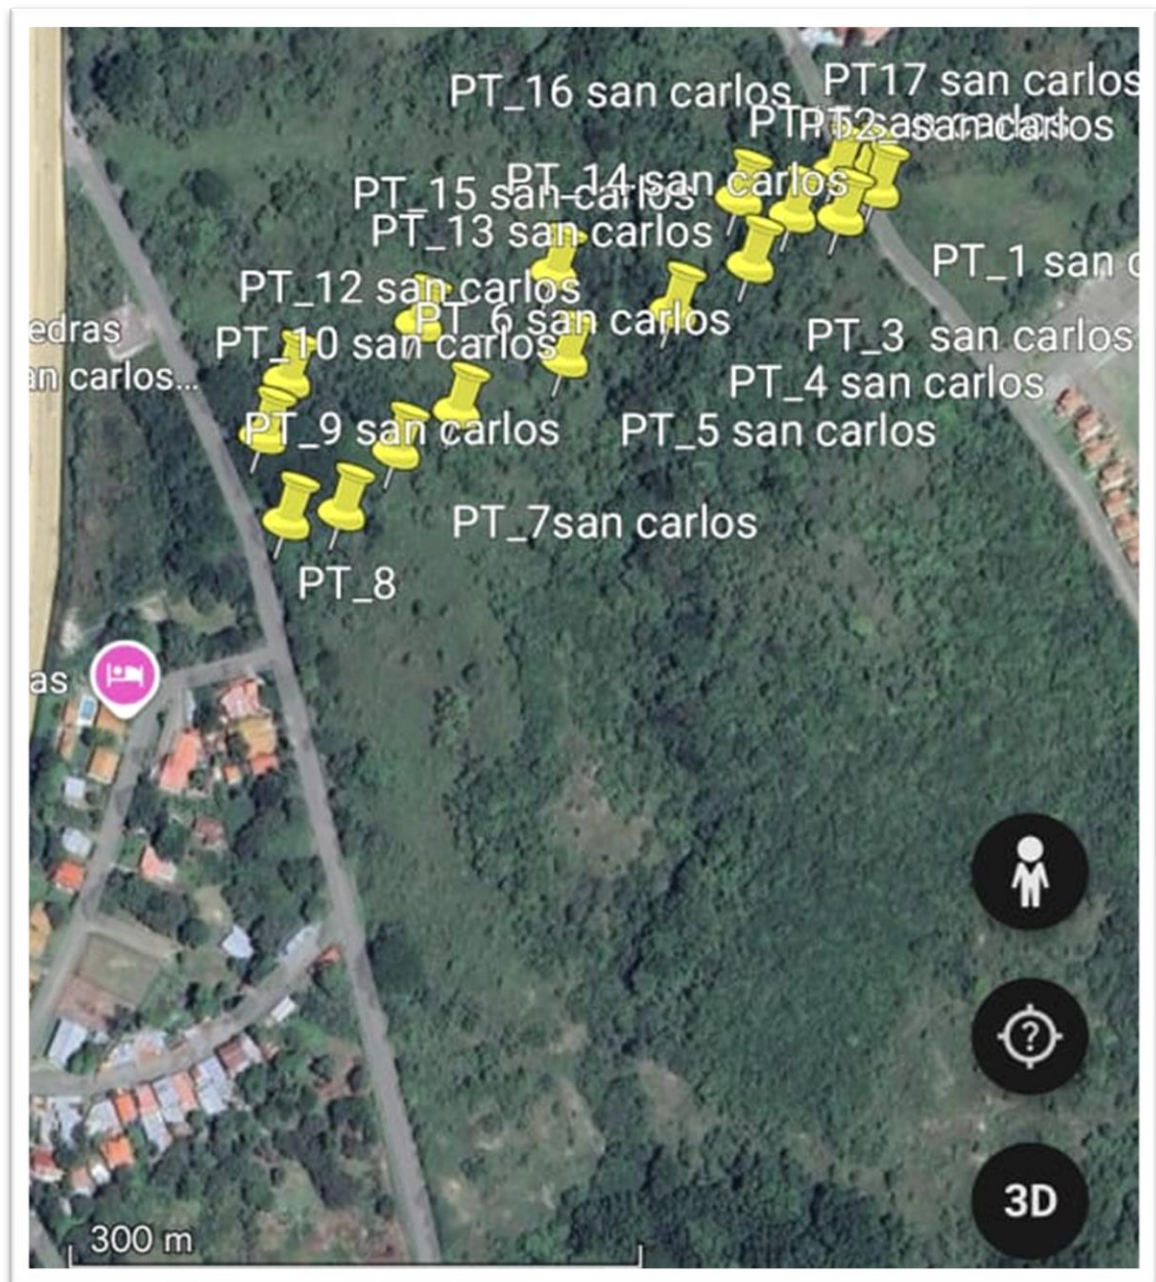 PT_16 san carlos
PT17 san carlos
PT2_san carlos
PT_14 san carlos
PT_15 san carlos
PT_13 san carlos
PT_1 san c
PT_12 san carlos
PT_6 san carlos
edras
PT_10 san carlos
PT_3  san carlos
an carlos...
PT_4 san carlos
PT_9 san carlos
PT_5 san carlos
PT_7san carlos
PT_8
as
?
3D
300 m